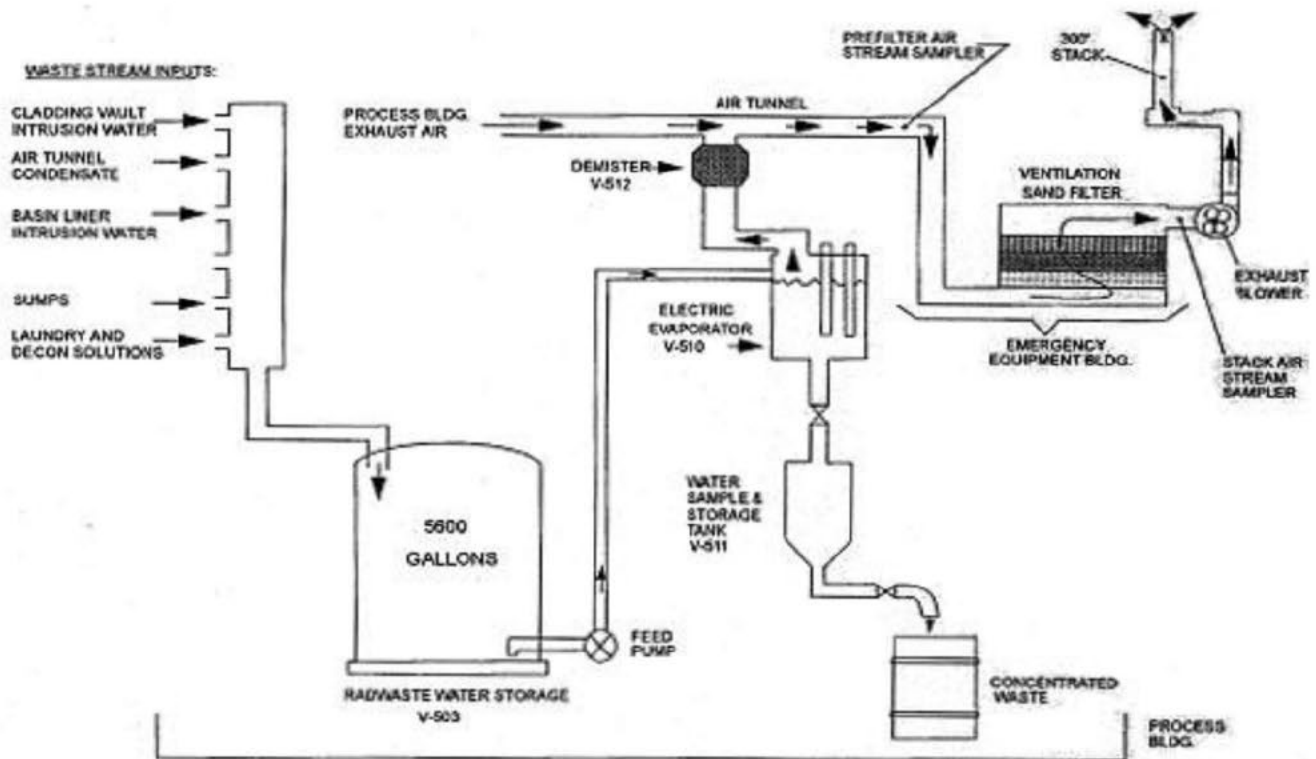 WASTE STREAM INPUTS:
CLADDING VAULT
INTRUSION WATER
AIR TUNNEL
CONDENSATE
BASIN LINER
INTRUSION WATER
SUMPS
LAUNDRY AND
DECON SOLUTIONS
5600
GALLONS
RADWASTE WATER STORAGE
V-503
FEED
PUMP
PROCESS BLDG.
EXHAUST AIR
AIR TUNNEL
DEMISTER
V-512
PREFILTER AIR
STREAM SAMPLER
300'
STACK
VENTILATION
SAND FILTER
EXHAUST
BLOWER
STACK AIR
STREAM
SAMPLER
EMERGENCY
EQUIPMENT BLDG.
ELECTRIC
EVAPORATOR
V-510
WATER
SAMPLE &
STORAGE
TANK
V-511
CONCENTRATED
WASTE
PROCESS
BLDG.